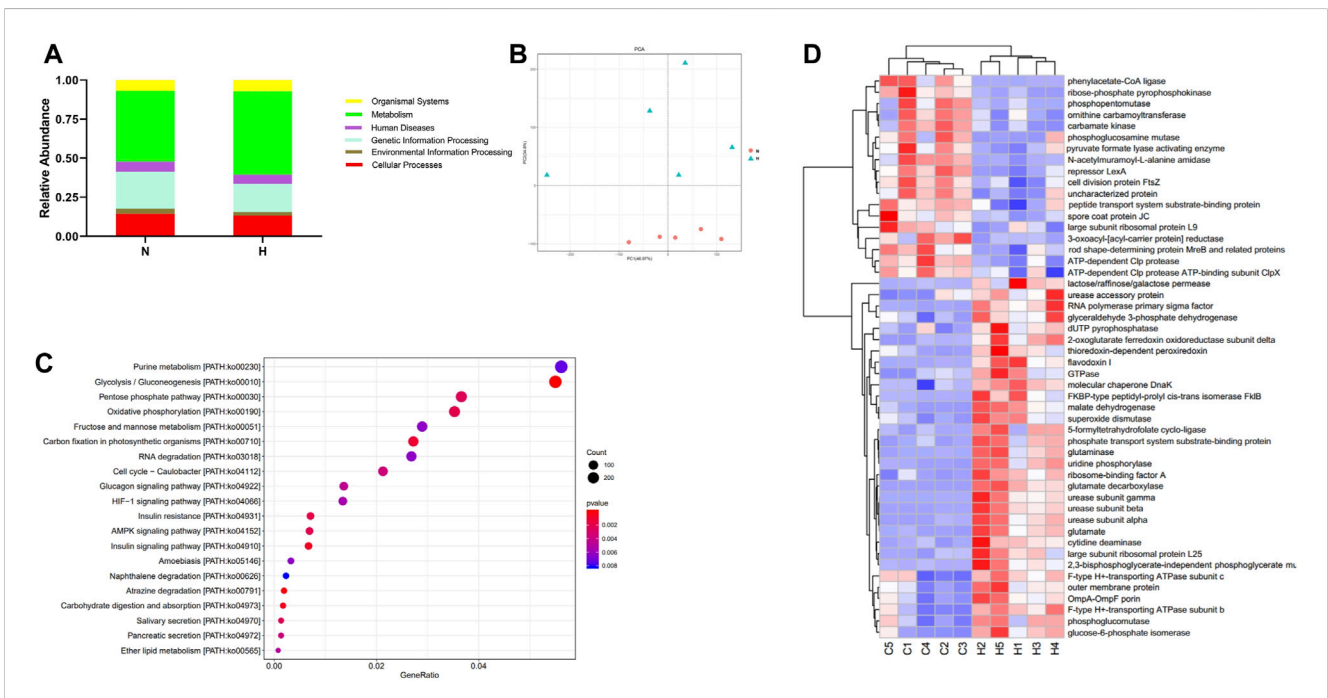 A
1.00
0.75
0.50
0.25
0.00
Relative Abundance
N
H
Organismal Systems
Metabolism
Human Diseases
Genetic Information Processing
Environmental Information Processing
Cellular Processes
B
PCA
N
H
-200
-100
0
100
C
Purine metabolism [PATH:ko00230]
Glycolysis / Gluconeogenesis [PATH:ko00010]
Pentose phosphate pathway [PATH:ko00030]
Oxidative phosphorylation [PATH:ko00190]
Fructose and mannose metabolism [PATH:ko00051]
Carbon fixation in photosynthetic organisms [PATH:ko00710]
RNA degradation [PATH:ko03018]
Cell cycle − Caulobacter [PATH:ko04112]
Glucagon signaling pathway [PATH:ko04922]
HIF−1 signaling pathway [PATH:ko04066]
Insulin resistance [PATH:ko04931]
AMPK signaling pathway [PATH:ko04152]
Insulin signaling pathway [PATH:ko04910]
Amoebiasis [PATH:ko05146]
Naphthalene degradation [PATH:ko00626]
Atrazine degradation [PATH:ko00791]
Carbohydrate digestion and absorption [PATH:ko04973]
Salivary secretion [PATH:ko04970]
Pancreatic secretion [PATH:ko04972]
Ether lipid metabolism [PATH:ko00565]
0.00
0.02
0.04
GeneRatio
Count
100
200
pvalue
0.002
0.004
0.006
0.008
D
phenylacetate-CoA ligase
ribose-phosphate pyrophosphokinase
phosphopentomutase
ornithine carbamoyltransferase
carbamate kinase
phosphoglucosamine mutase
pyruvate formate lyase activating enzyme
N-acetylmuramoyl-L-alanine amidase
repressor LexA
cell division protein FtsZ
uncharacterized protein
peptide transport system substrate-binding protein
spore coat protein JC
large subunit ribosomal protein L9
3-oxoacyl-[acyl-carrier protein] reductase
rod shape-determining protein MreB and related proteins
ATP-dependent Clp protease
ATP-dependent Clp protease ATP-binding subunit ClpX
lactose/raffinose/galactose permease
urease accessory protein
RNA polymerase primary sigma factor
glyceraldehyde 3-phosphate dehydrogenase
dUTP pyrophosphatase
2-oxoglutarate ferredoxin oxidoreductase subunit delta
thioredoxin-dependent peroxiredoxin
flavodoxin I
GTPase
molecular chaperone DnaK
FKBP-type peptidyl-prolyl cis-trans isomerase FklB
malate dehydrogenase
superoxide dismutase
5-formyltetrahydrofolate cyclo-ligase
phosphate transport system substrate-binding protein
glutaminase
uridine phosphorylase
ribosome-binding factor A
glutamate decarboxylase
urease subunit gamma
urease subunit beta
urease subunit alpha
glutamate
cytidine deaminase
large subunit ribosomal protein L25
2,3-bisphosphoglycerate-independent phosphoglycerate mu
F-type H+-transporting ATPase subunit c
outer membrane protein
OmpA-OmpF porin
F-type H+-transporting ATPase subunit b
phosphoglucomutase
glucose-6-phosphate isomerase
C5
C1
C4
C2
C3
H2
H5
H1
H3
H4